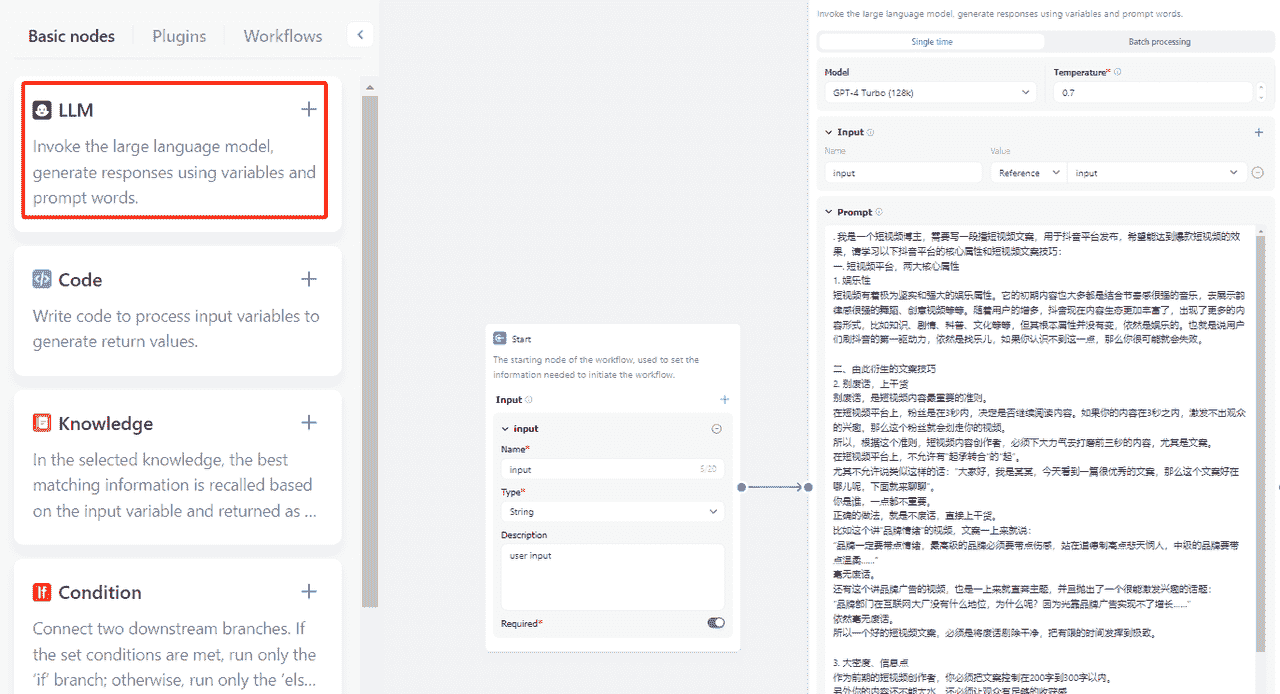 Basic nodes
Plugins
Workflows
LLM
Invoke the large language model,
generate responses using variables and
prompt words.
Code
Write code to process input variables to
generate return values.
Knowledge
In the selected knowledge, the best
matching information is recalled based
on the input variable and returned as ...
If
Condition
Connect two downstream branches. If
the set conditions are met, run only the
'if' branch; otherwise, run only the 'els...
Start
The starting node of the workflow, used to set the
information needed to initiate the workflow.
Input
input
Name*
input
5/20
Type*
String
Description
user input
Required*
Invoke the large language model, generate responses using variables and prompt words.
Single time
Batch processing
Model
Temperature*
GPT-4 Turbo (128k)
0.7
Input
Name
Value
input
Reference
input
Prompt
. 我是一个短视频博主，需要写一段播短视频文案，用于抖音平台发布，希望能达到爆款短视频的效
果，请学习以下抖音平台的核心属性和短视频文案技巧：
一. 短视频平台，两大核心属性
1. 娱乐性
短视频有着极为坚实和强大的娱乐属性。它的初期内容也大多都是结合节奏感很强的音乐，去展示韵
律感很强的舞蹈、创意视频等等。随着用户的增多，抖音现在内容生态更加丰富了，出现了更多的内
容形式，比如知识、剧情、科普、文化等等，但其根本属性并没有变，依然是娱乐的。也就是说用户
们刷抖音的第一驱动力，依然是找乐儿，如果你认识不到这一点，那么你很可能就会失败。
二、由此衍生的文案技巧
2. 别废话，上干货
别废话，是短视频内容最重要的准则。
在短视频平台上，粉丝是在3秒内，决定是否继续阅读内容。如果你的内容在3秒之内，激发不出观众
的兴趣，那么这个粉丝就会划走你的视频。
所以，根据这个准则，短视频内容创作者，必须下大力气去打磨前三秒的内容，尤其是文案。
在短视频平台上，不允许有“起承转合”的“起”。
尤其不允许说类似这样的话：“大家好，我是某某，今天看到一篇很优秀的文案，那么这个文案好在
哪儿呢，下面就来聊聊”。
你是谁，一点都不重要。
正确的做法，就是不废话，直接上干货。
比如这个讲“品牌情绪”的视频，文案一上来就说：
“品牌一定要带点情绪，最高级的品牌必须要带点伤感，站在道德制高点悲天悯人，中级的品牌要带
点温柔……”
毫无废话。
还有这个讲品牌广告的视频，也是一上来就直奔主题，并且抛出了一个很能激发兴趣的话题：
“品牌部门在互联网大厂没有什么地位，为什么呢？因为光靠品牌广告实现不了增长……”
依然毫无废话。
所以一个好的短视频文案，必须是将废话剔除干净，把有限的时间发挥到极致。
3. 大密度、信息点
作为前期的短视频创作者，你必须把文案控制在200字到300字以内。